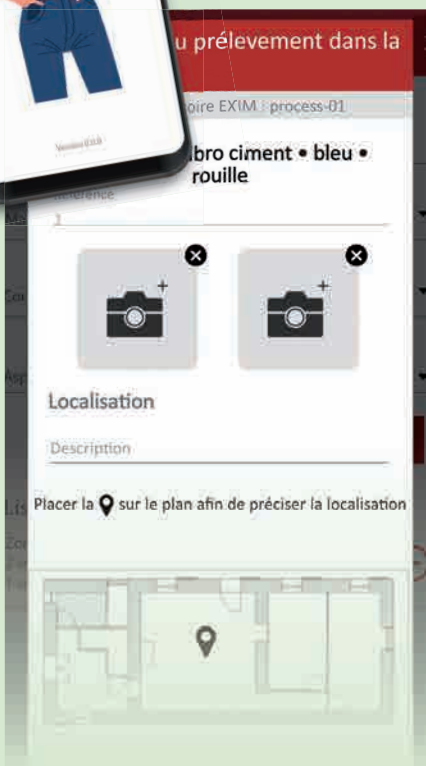 u prélevement dans la
oire EXIM : process-01
bro ciment • bleu •
rouille
Référence
1
Localisation
Description
Placer la sur le plan afin de préciser la localisation